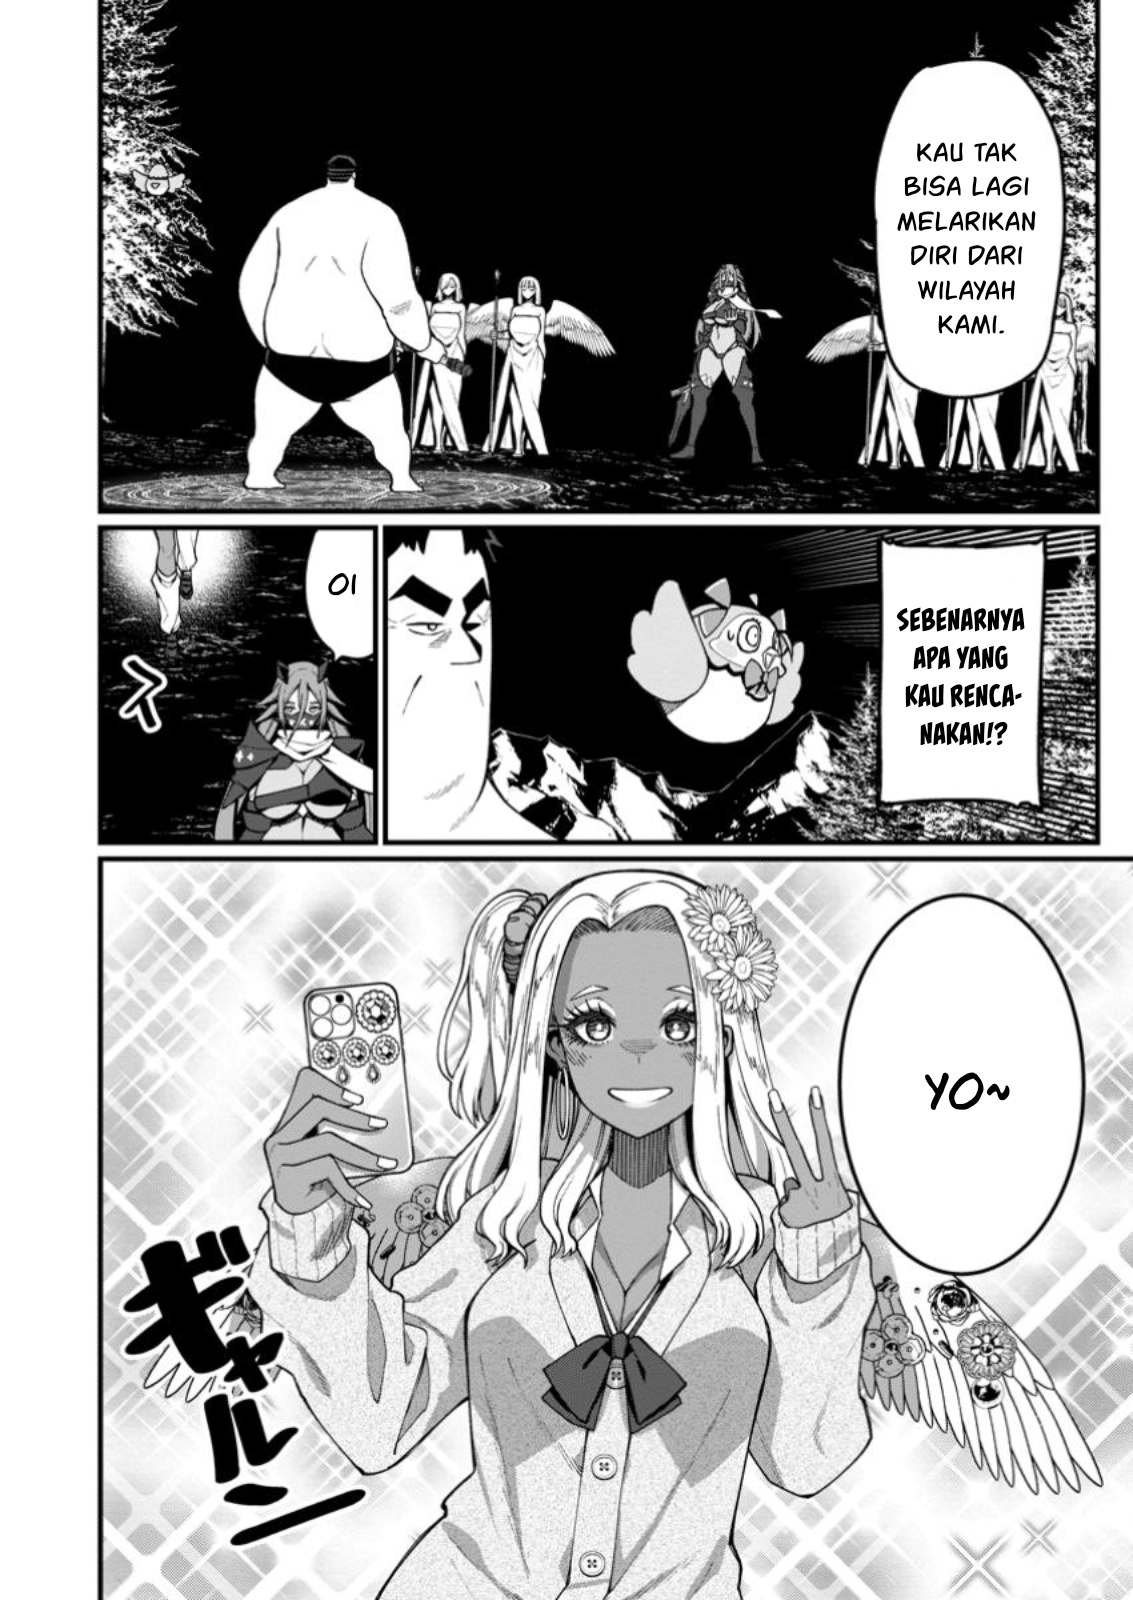 KAU TAK
BISA LAGI
MELARIKAN
DIRI DARI
WILAYAH
KAMI.
SEBENARNYA
APA YANG
KAU RENCA-
NAKAN!?
OI
ス
YO~
ギャルン